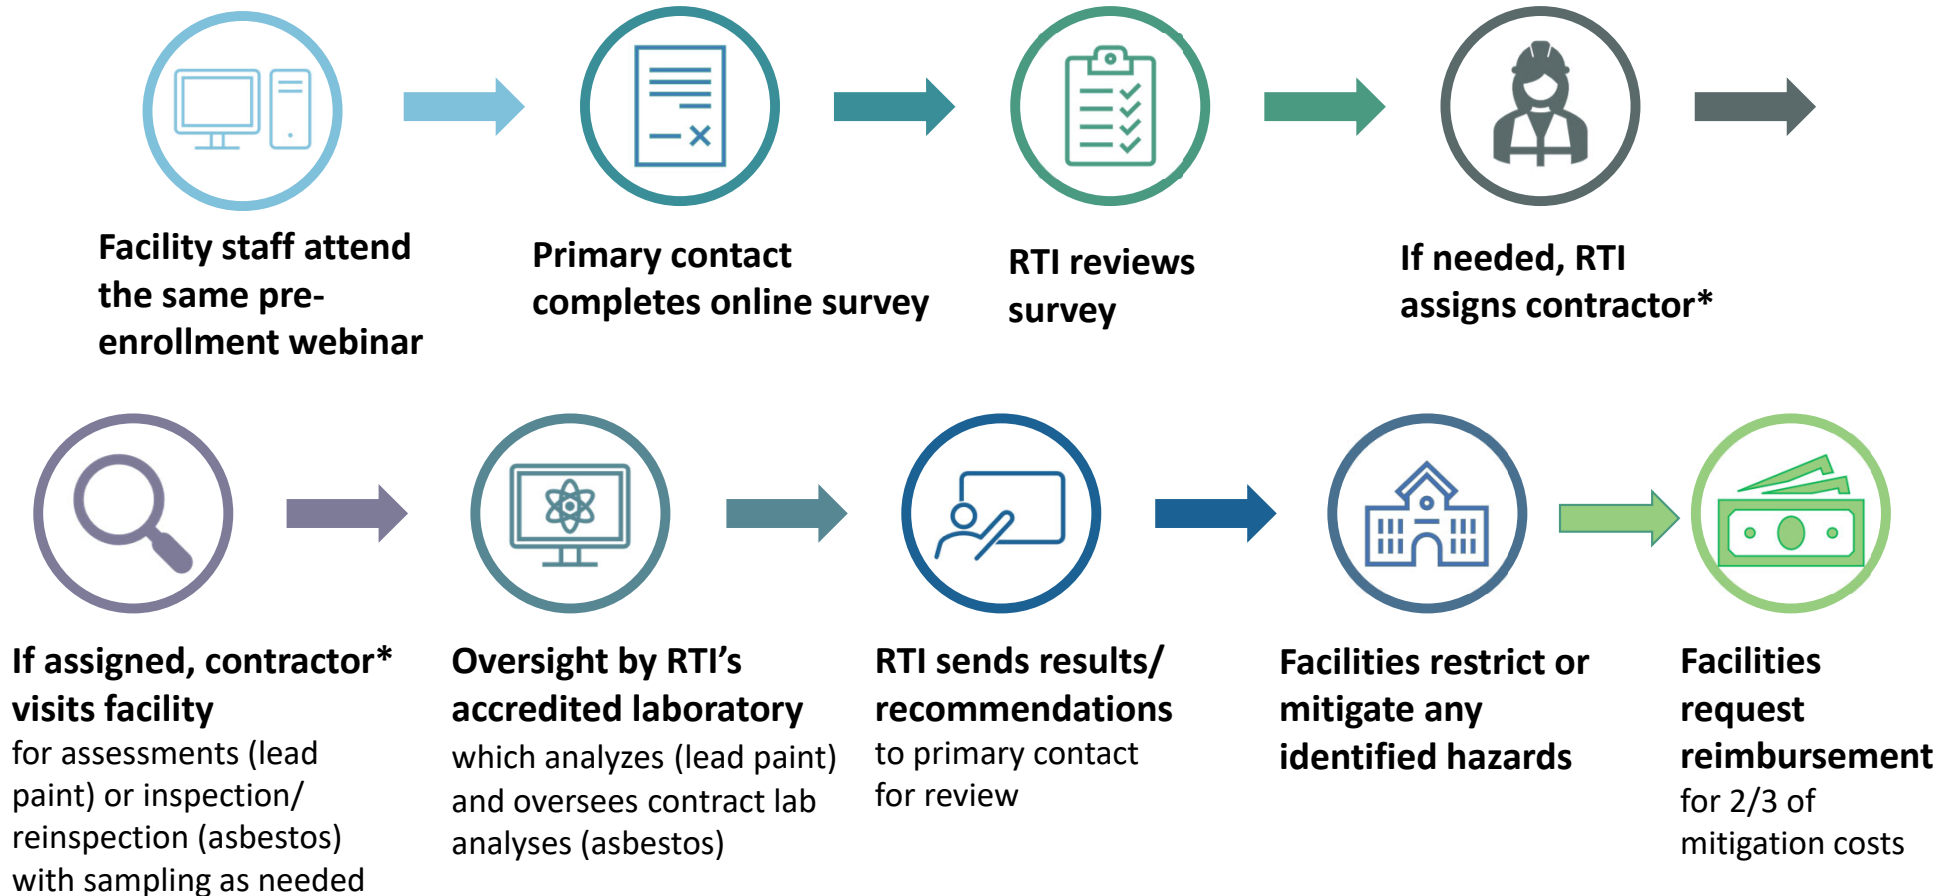 Facility staff attend
the same pre-
enrollment webinar
Primary contact
completes online survey
RTI reviews
survey
If needed, RTI
assigns contractor*
If assigned, contractor*
visits facility
for assessments (lead
paint) or inspection/
reinspection (asbestos)
with sampling as needed
Oversight by RTI’s
accredited laboratory
which analyzes (lead paint)
and oversees contract lab
analyses (asbestos)
RTI sends results/
recommendations
to primary contact
for review
Facilities restrict or
mitigate any
identified hazards
Facilities
request
reimbursement
for 2/3 of
mitigation costs